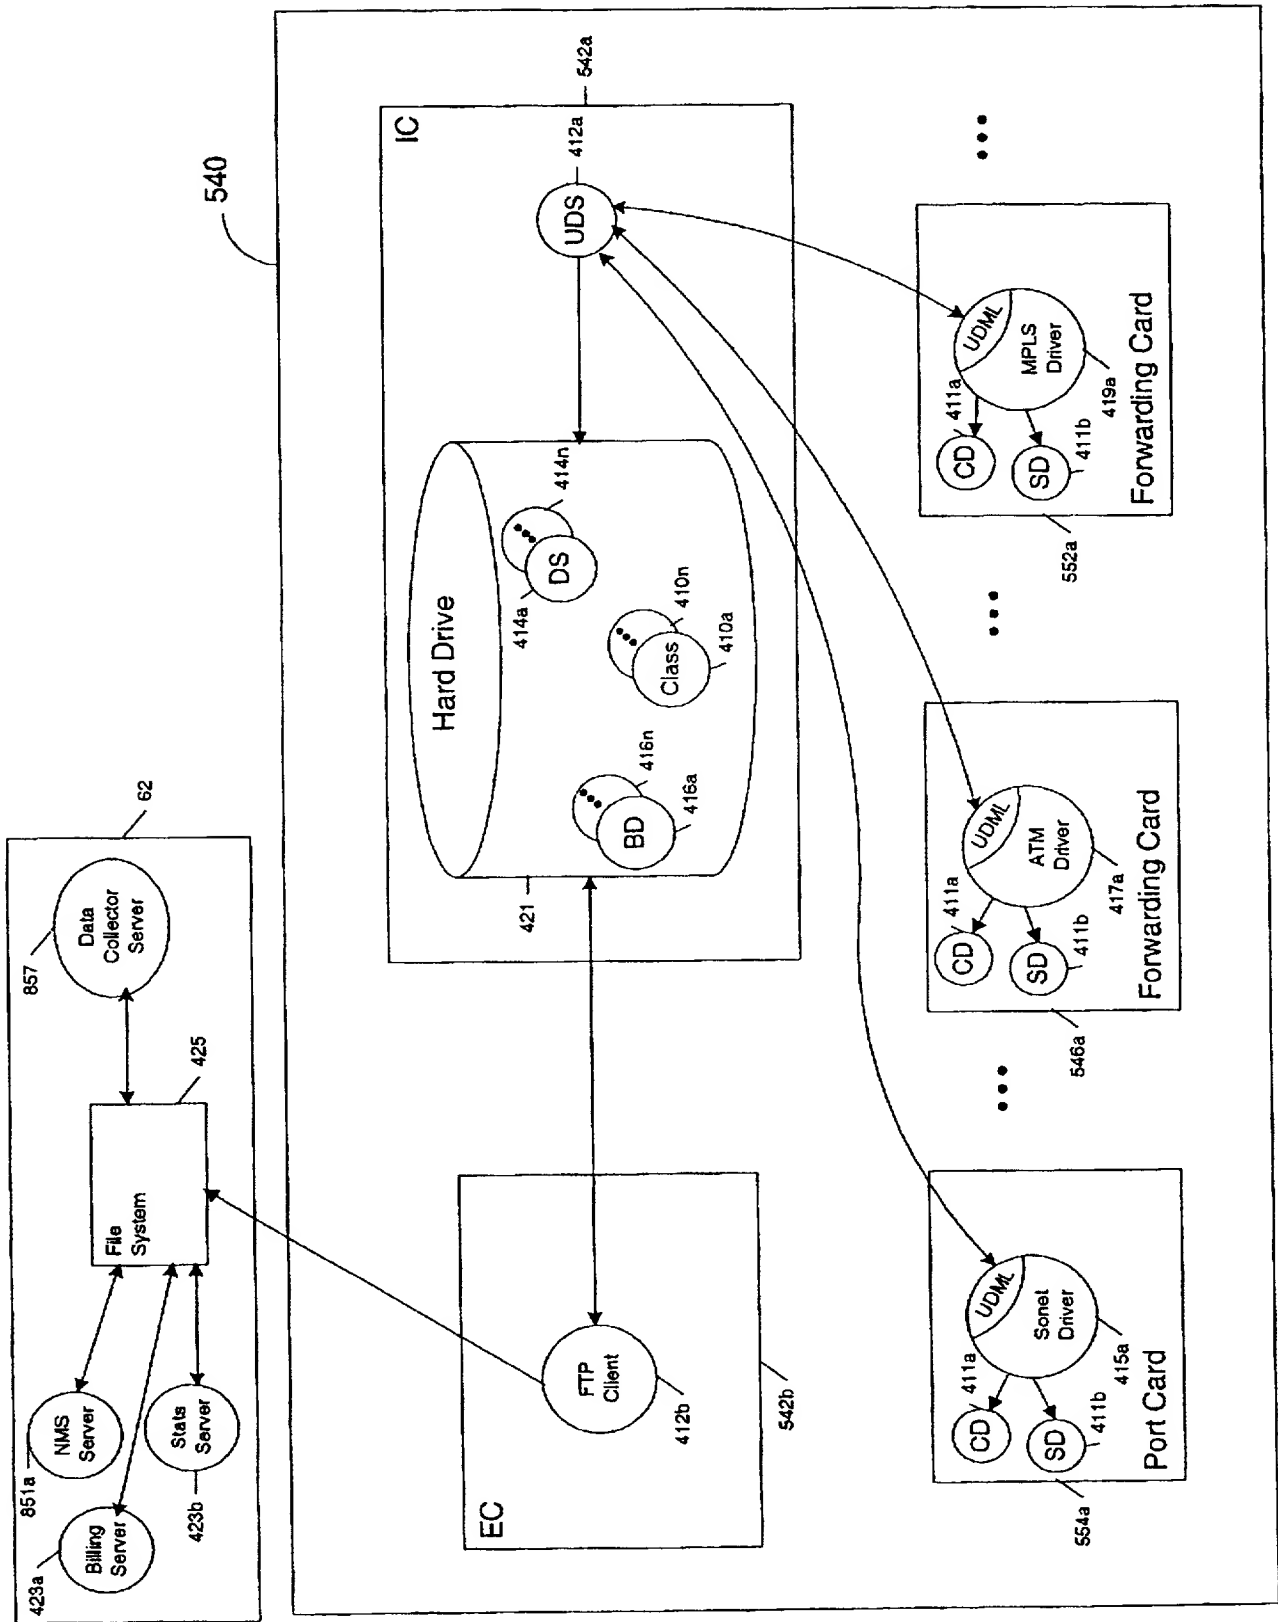 62
857
Data
Collector
Server
425
File
System
851a
NMS
Server
423a
Billing
Server
Stats
Server
423b
540
EC
FTP
Client
412b
542b
IC
542a
UDS
412a
Hard Drive
421
BD
416a
416n
Class
410a
410n
DS
414a
414n
Port Card
554a
UDML
Sonet
Driver
415a
CD
411a
SD
411b
Forwarding Card
546a
UDML
ATM
Driver
417a
CD
411a
SD
411b
Forwarding Card
552a
UDML
MPLS
Driver
419a
CD
411a
SD
411b